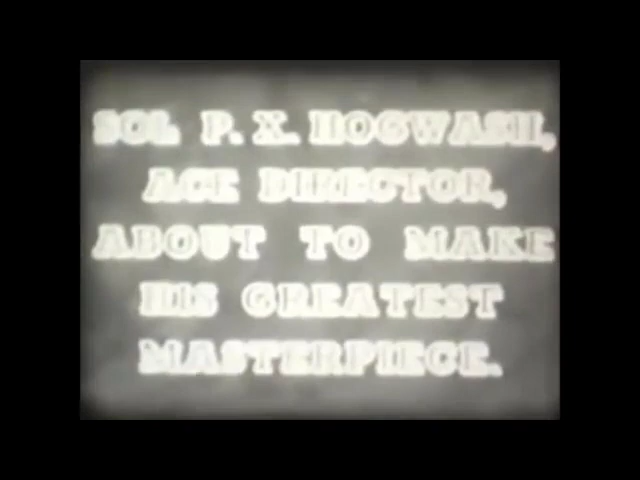 SOL P. X. HOGWASH,
ACE DIRECTOR,
ABOUT TO MAKE
HIS GREATEST
MASTERPIECE.